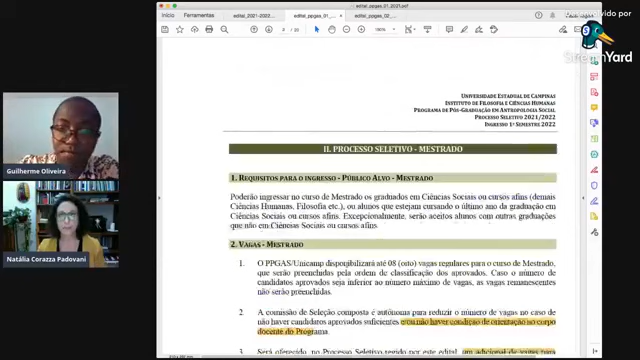 edital_ppgas_01_2021.pdf
Início
Ferramentas
edital_2021-2022...
edital_ppgas_01_...
edital_ppgas_02_...
StreamYard
UNIVERSIDADE ESTADUAL DE CAMPINAS
INSTITUTO DE FILOSOFIA E CIÊNCIAS HUMANAS
PROGRAMA DE PÓS-GRADUAÇÃO EM ANTROPOLOGIA SOCIAL
PROCESSO SELETIVO 2021/2022
INGRESSO 1º SEMESTRE 2022
II. PROCESSO SELETIVO - MESTRADO
1. REQUISITOS PARA O INGRESSO - PÚBLICO ALVO - MESTRADO
Poderão ingressar no curso de Mestrado os graduados em Ciências Sociais ou cursos afins (demais
Ciências Humanas, Filosofia etc.), ou alunos que estejam cursando o último ano da graduação em
Ciências Sociais ou cursos afins. Excepcionalmente, serão aceitos alunos com outras graduações
que não em Ciências Sociais ou cursos afins.
Guilherme Oliveira
2. VAGAS - MESTRADO
1. O PPGAS/Unicamp disponibilizará até 08 (oito) vagas regulares para o curso de Mestrado,
que serão preenchidas pela ordem de classificação dos aprovados. Caso o número de
candidatos aprovados seja inferior ao número máximo de vagas, as vagas remanescentes
não serão preenchidas.
Natália Corazza Padovani
2 A comissão de Seleção composta é autônoma para reduzir o número de vagas no caso de
não haver candidatos aprovados suficientes e/ou não haver condição de orientação no corpo
docente do Programa.
3. Será oferecido, no Processo Seletivo regido por este edital, um adicional de vagas para